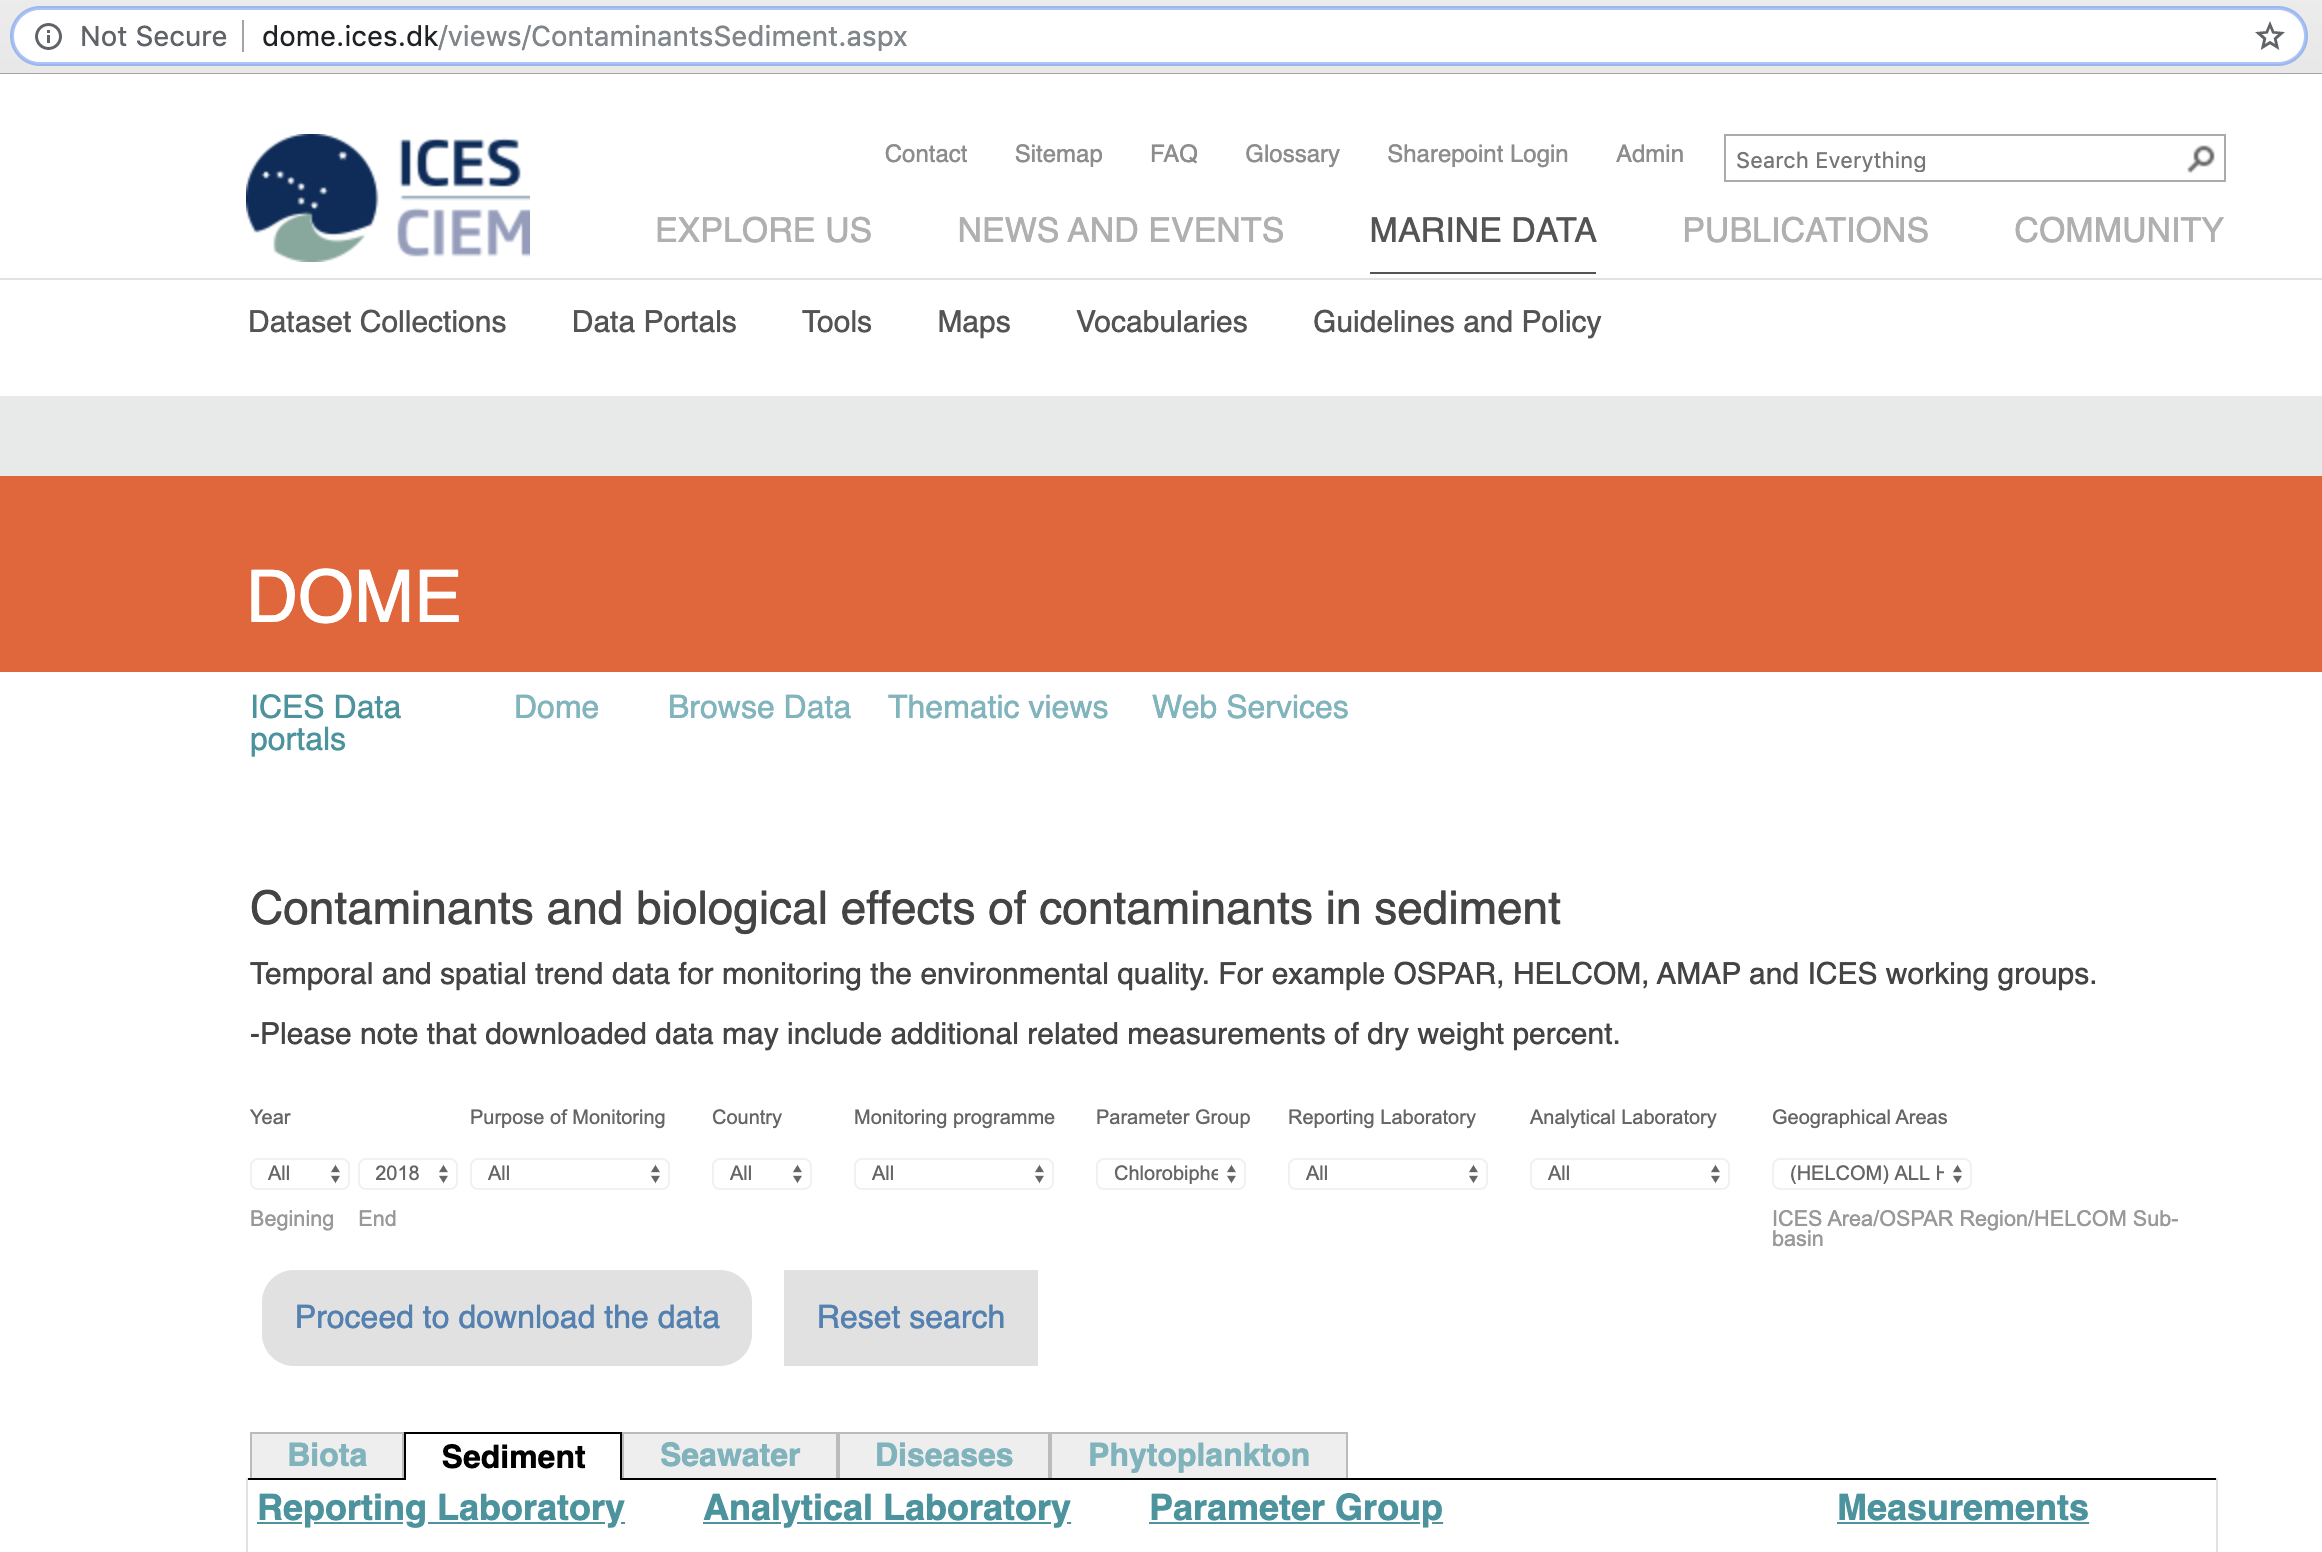 Not Secure | dome.ices.dk/views/ContaminantsSediment.aspx
ICES
CIEM
Contact Sitemap FAQ Glossary Sharepoint Login Admin Search Everything
EXPLORE US NEWS AND EVENTS MARINE DATA PUBLICATIONS COMMUNITY
Dataset Collections Data Portals Tools Maps Vocabularies Guidelines and Policy
DOME
ICES Data portals Dome Browse Data Thematic views Web Services
Contaminants and biological effects of contaminants in sediment
Temporal and spatial trend data for monitoring the environmental quality. For example OSPAR, HELCOM, AMAP and ICES working groups.
-Please note that downloaded data may include additional related measurements of dry weight percent.
Year Purpose of Monitoring Country Monitoring programme Parameter Group Reporting Laboratory Analytical Laboratory Geographical Areas
All 2018 All All All Chlorobiphe All All (HELCOM) ALL H
Begining End ICES Area/OSPAR Region/HELCOM Sub-
basin
Proceed to download the data Reset search
Biota Sediment Seawater Diseases Phytoplankton
Reporting Laboratory Analytical Laboratory Parameter Group Measurements